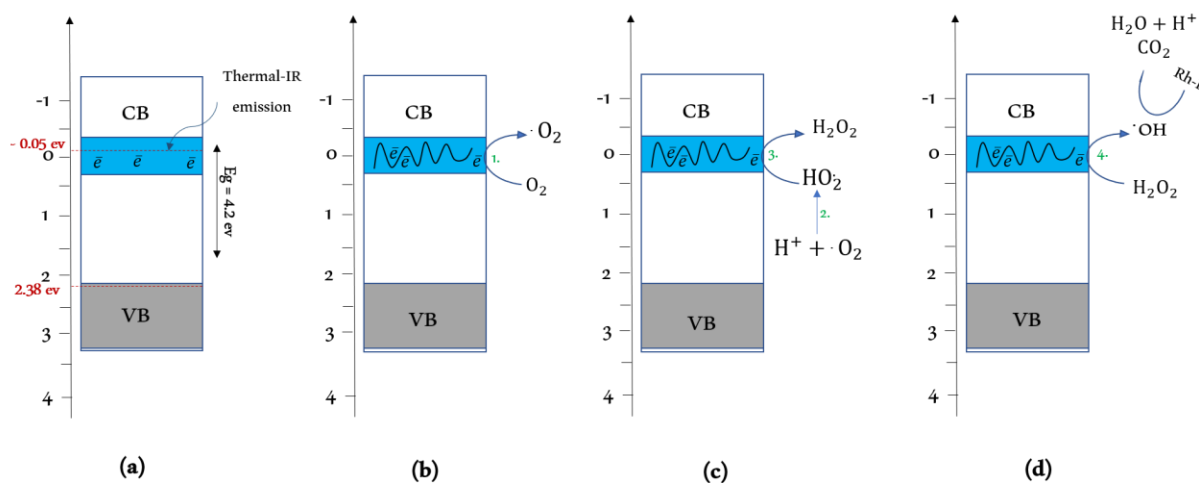 Thermal-IR
emission
CB
-1
- 0.05 ev
0
e̅ e̅ e̅
Eg = 4.2 ev
1
2
2.38 ev
VB
3
4
(a)
CB
-1
· O₂
0
e̅ e̅ e̅
1.
O₂
1
2
VB
3
4
(b)
CB
-1
H₂O₂
0
e̅ e̅ e̅
3.
HO₂·
1
2.
H⁺ + · O₂
2
VB
3
4
(c)
H₂O + H⁺
CO₂
CB
-1
·OH
0
e̅ e̅ e̅
4.
H₂O₂
1
2
VB
3
4
(d)